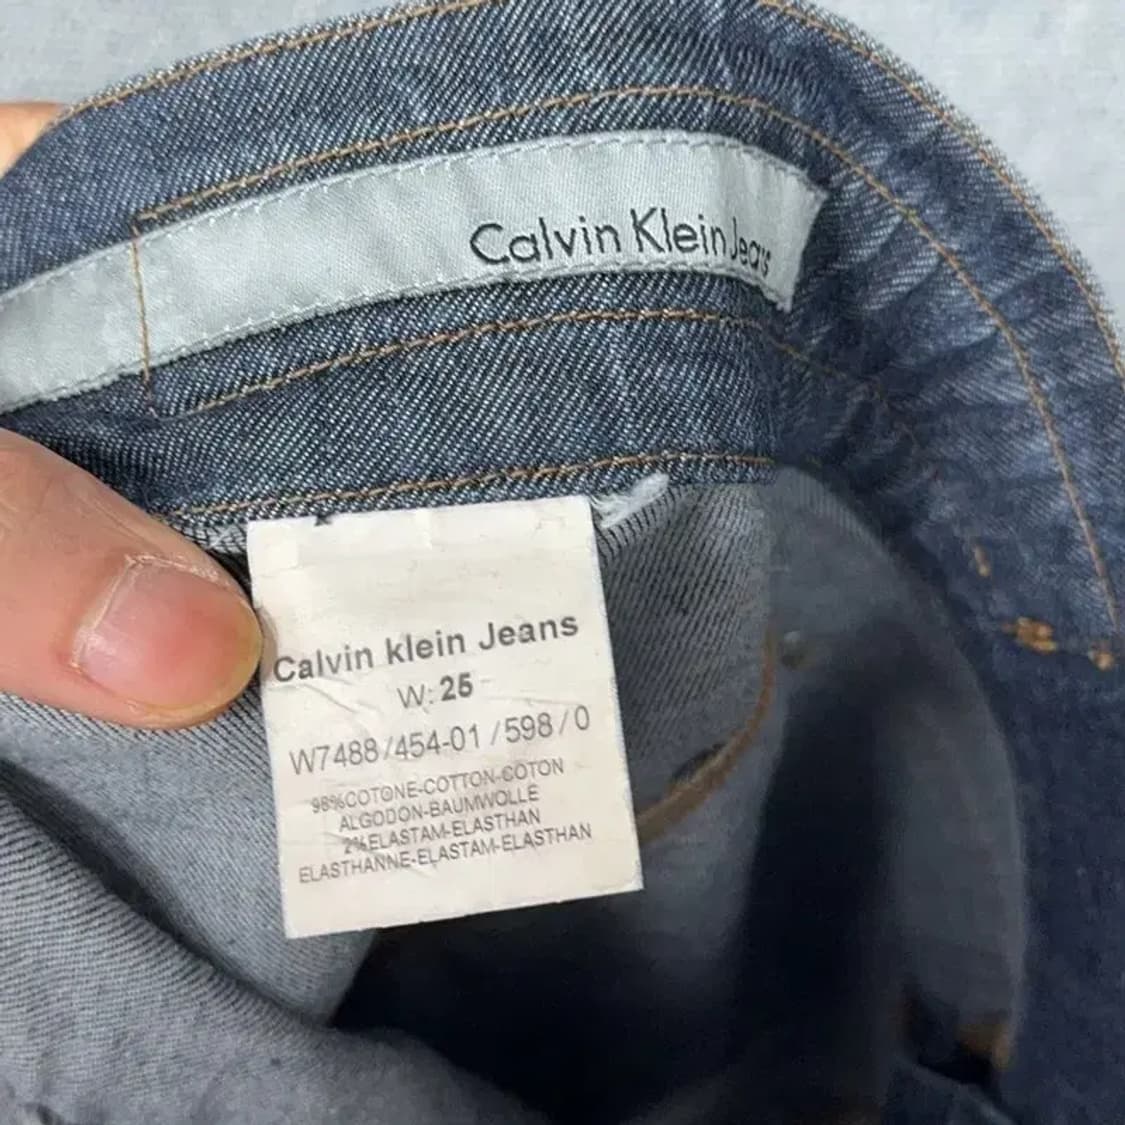 Calvin Klein Jeans
Calvin klein Jeans
W: 25
W7488/454-01/598/0
98%COTONE-COTTON-COTON
ALGODON-BAUMWOLLE
2%ELASTAM-ELASTHAN
ELASTHANNE-ELASTAM-ELASTHAN